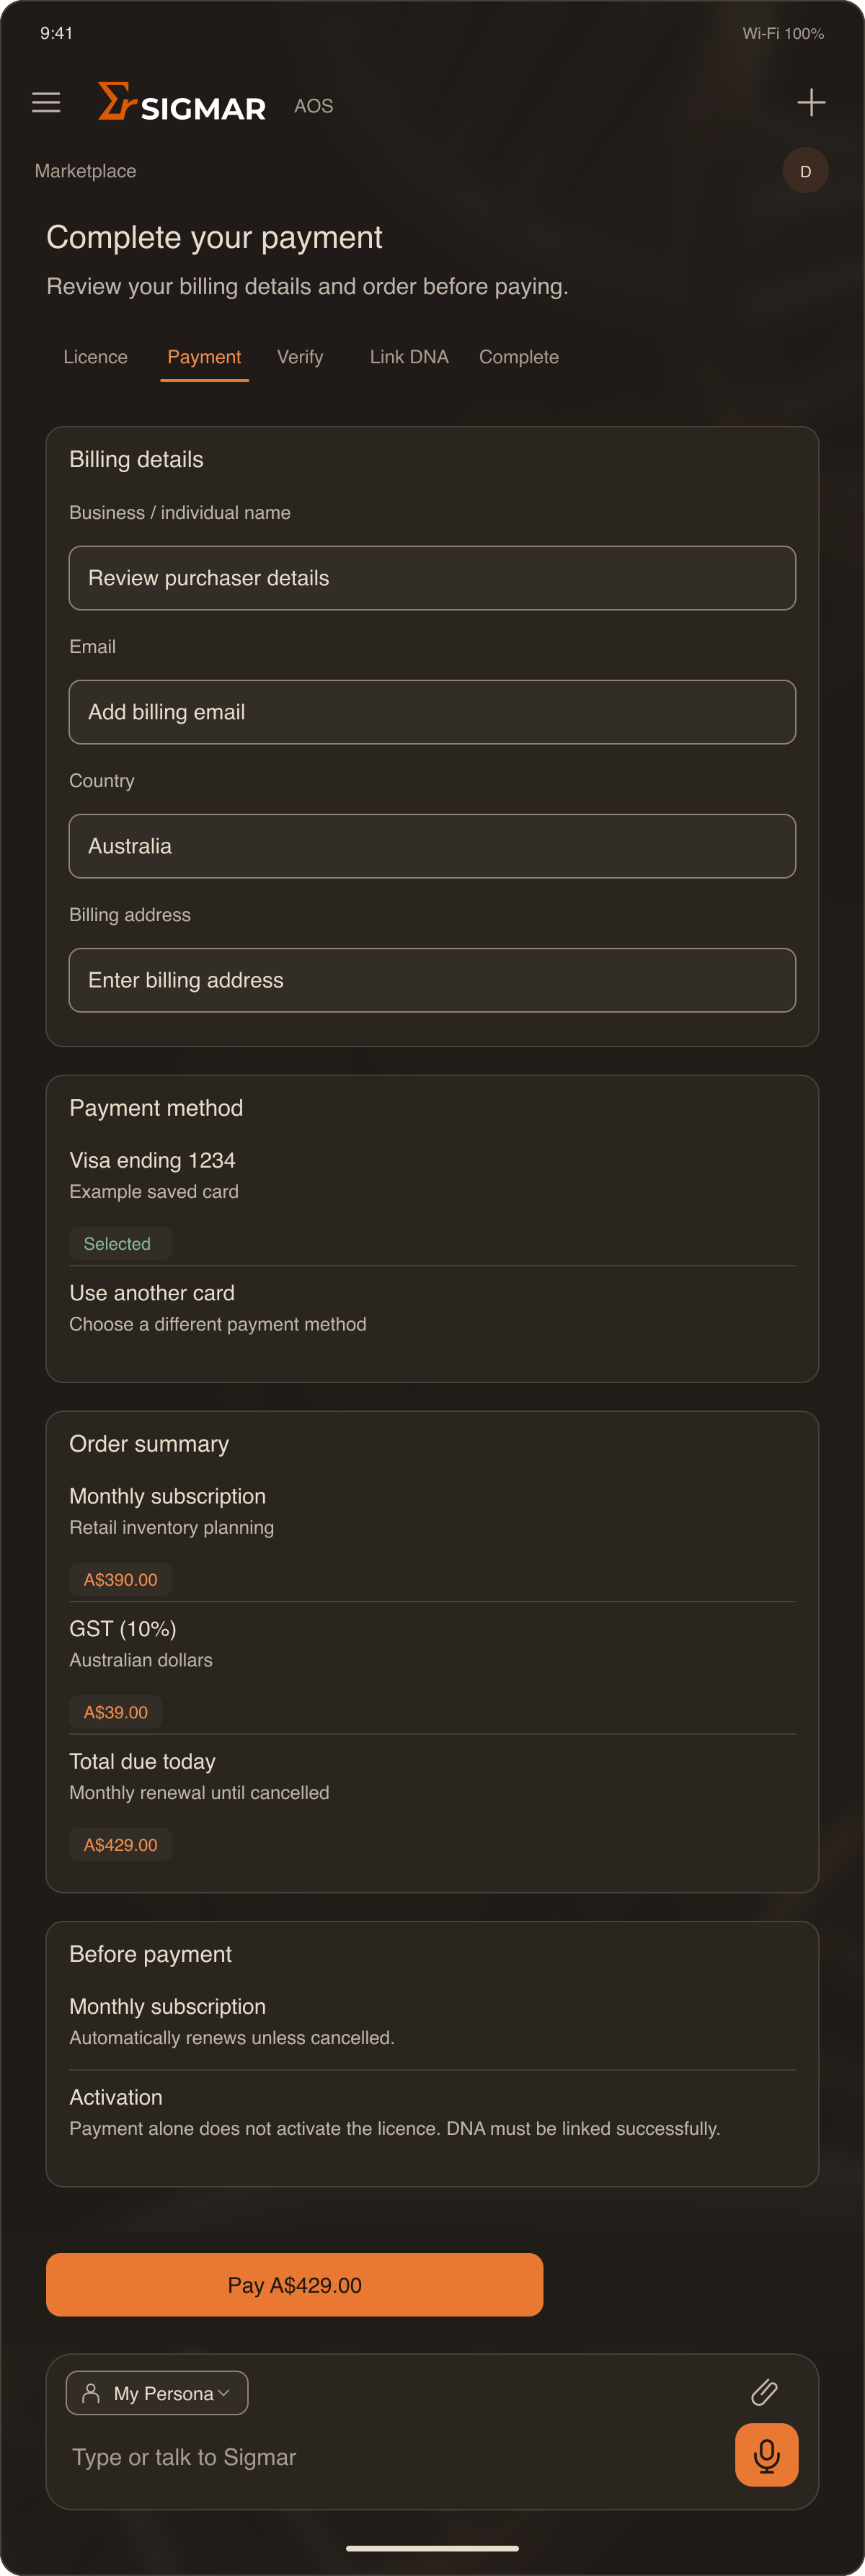 9:41
Wi-Fi 100%
Σr SIGMAR AOS
Marketplace
D
Complete your payment
Review your billing details and order before paying.
Licence Payment Verify Link DNA Complete
Billing details
Business / individual name
Review purchaser details
Email
Add billing email
Country
Australia
Billing address
Enter billing address
Payment method
Visa ending 1234
Example saved card
Selected
Use another card
Choose a different payment method
Order summary
Monthly subscription
Retail inventory planning
A$390.00
GST (10%)
Australian dollars
A$39.00
Total due today
Monthly renewal until cancelled
A$429.00
Before payment
Monthly subscription
Automatically renews unless cancelled.
Activation
Payment alone does not activate the licence. DNA must be linked successfully.
Pay A$429.00
My Persona
Type or talk to Sigmar